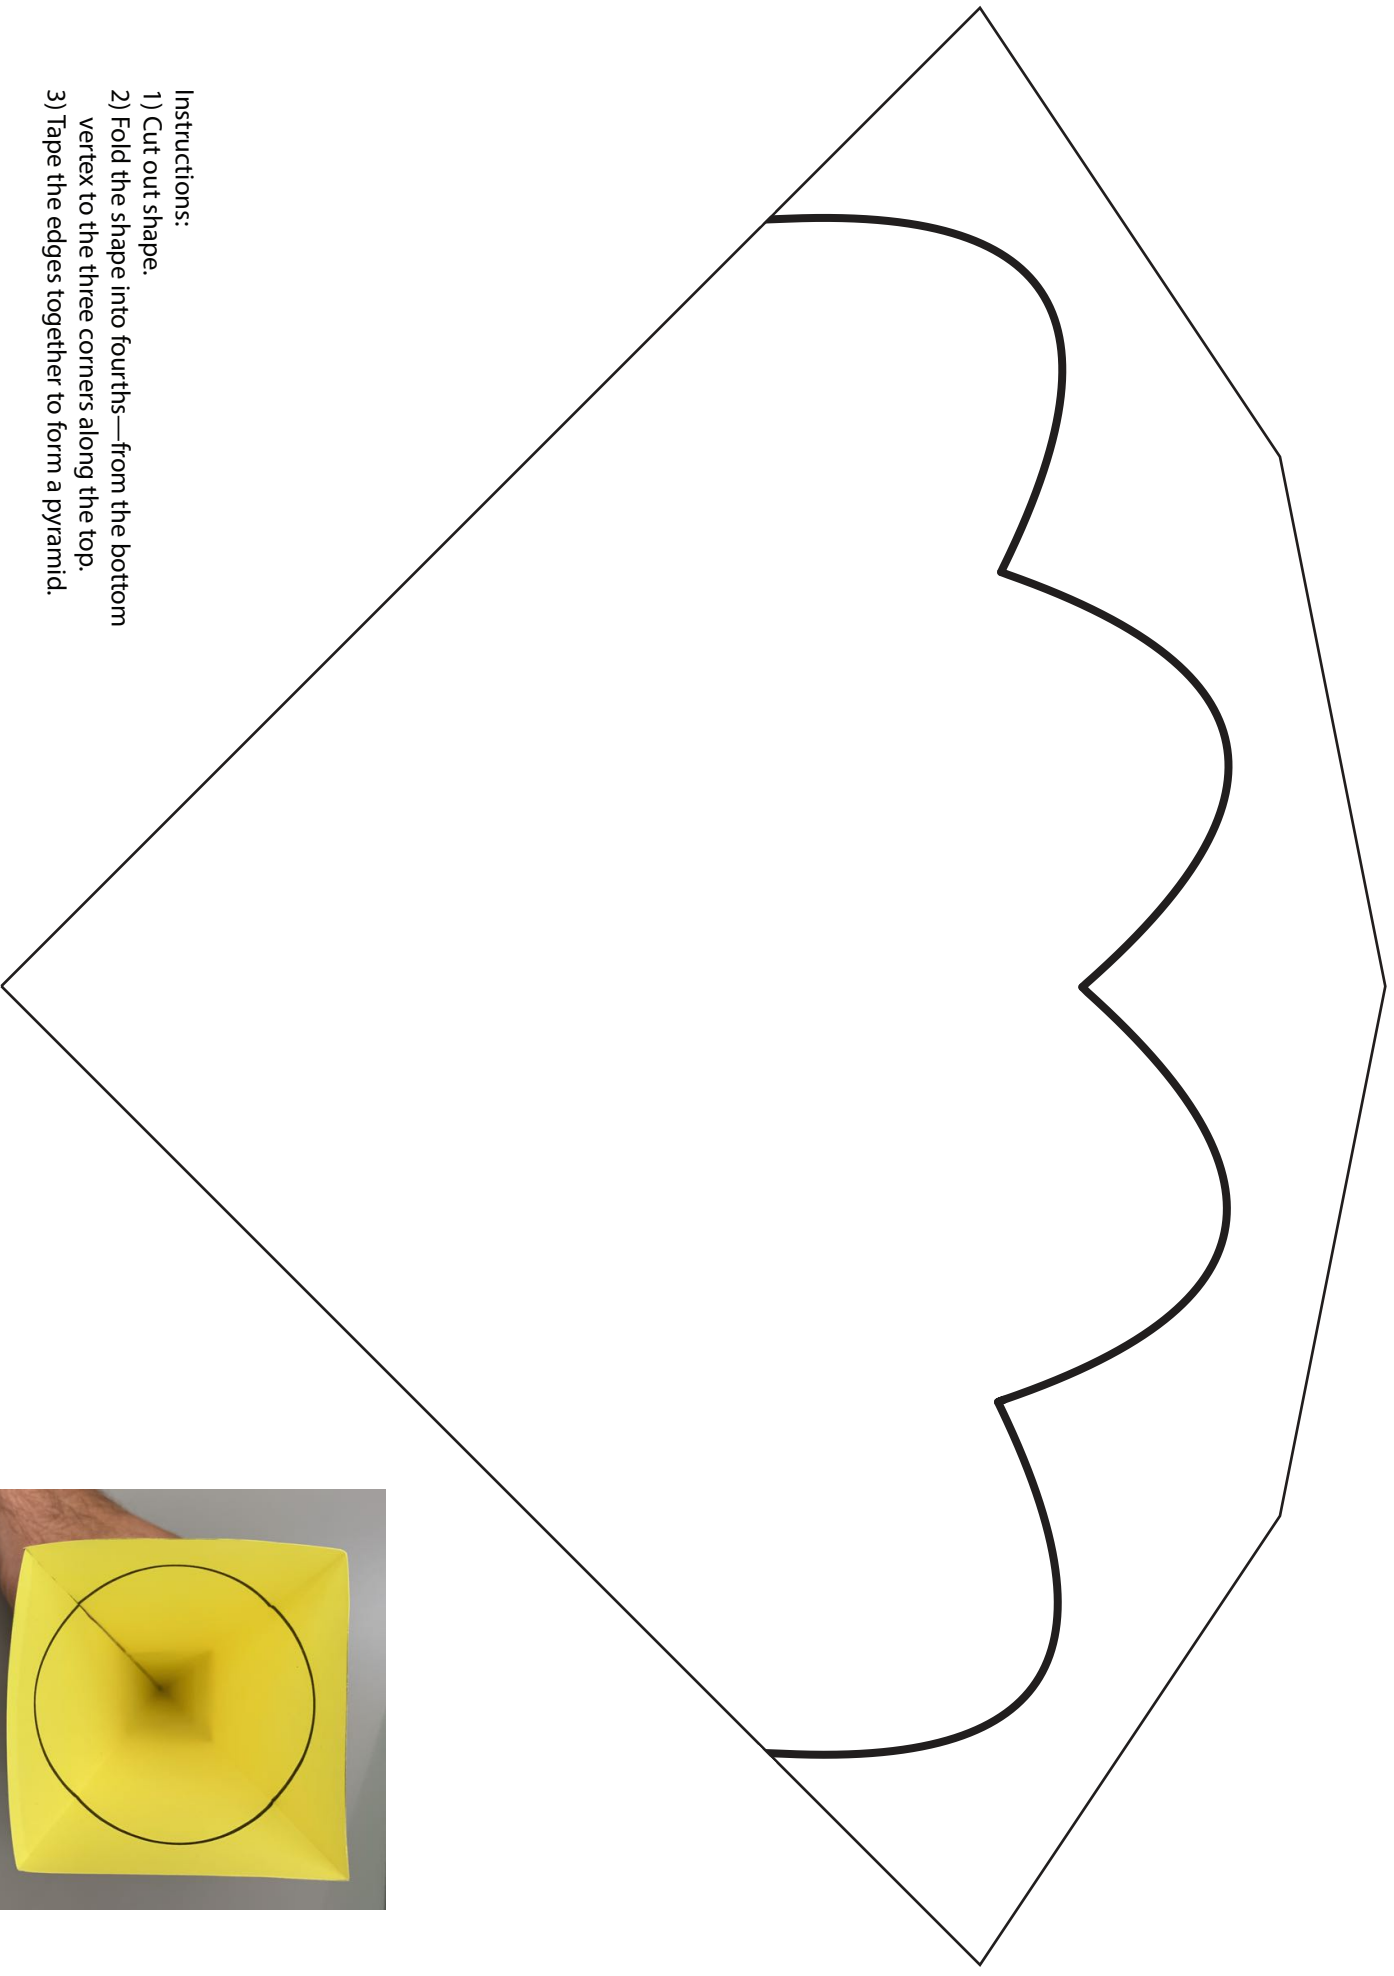 Instructions:
1) Cut out shape.
2) Fold the shape into fourths—from the bottom
vertex to the three corners along the top.
3) Tape the edges together to form a pyramid.